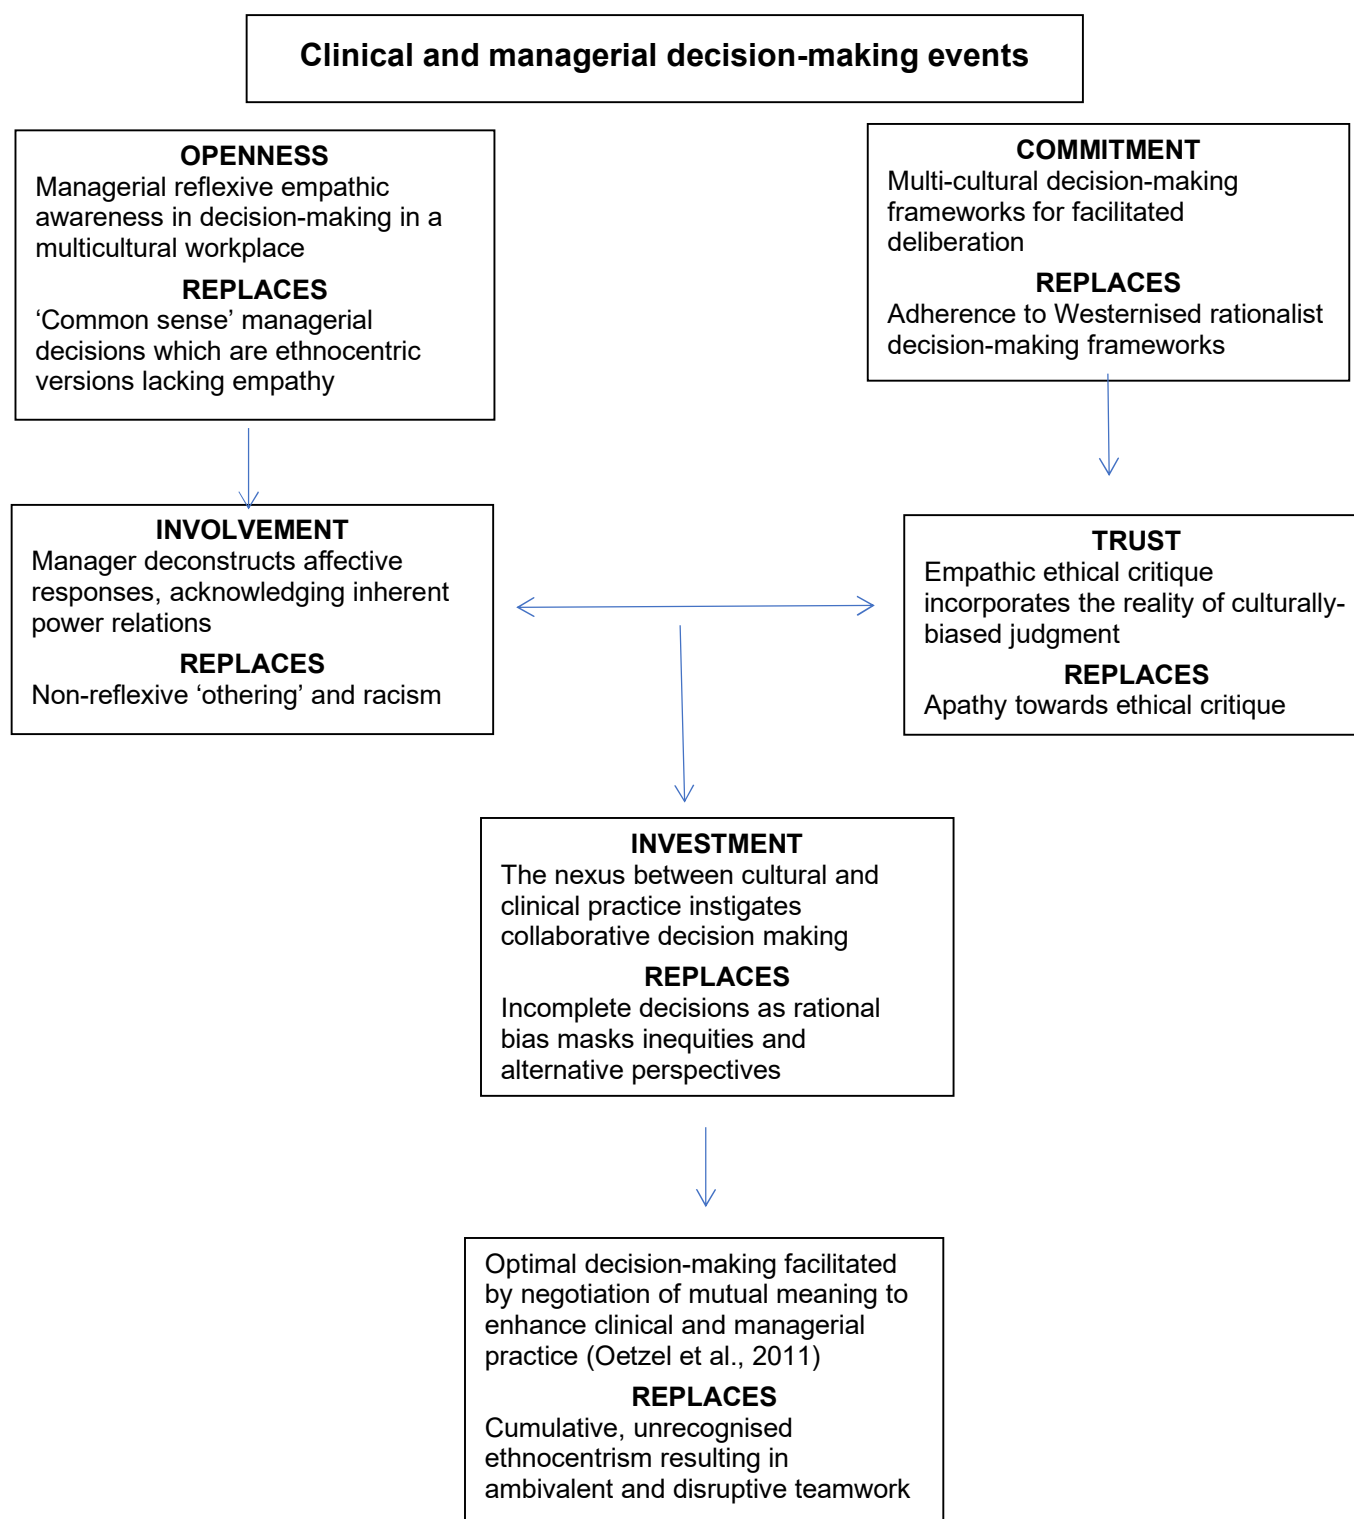 Clinical and managerial decision-making events
OPENNESS
Managerial reflexive empathic
awareness in decision-making in a
multicultural workplace
REPLACES
‘Common sense’ managerial
decisions which are ethnocentric
versions lacking empathy
COMMITMENT
Multi-cultural decision-making
frameworks for facilitated
deliberation
REPLACES
Adherence to Westernised rationalist
decision-making frameworks
INVOLVEMENT
Manager deconstructs affective
responses, acknowledging inherent
power relations
REPLACES
Non-reflexive ‘othering’ and racism
TRUST
Empathic ethical critique
incorporates the reality of culturally-
biased judgment
REPLACES
Apathy towards ethical critique
INVESTMENT
The nexus between cultural and
clinical practice instigates
collaborative decision making
REPLACES
Incomplete decisions as rational
bias masks inequities and
alternative perspectives
Optimal decision-making facilitated
by negotiation of mutual meaning to
enhance clinical and managerial
practice (Oetzel et al., 2011)
REPLACES
Cumulative, unrecognised
ethnocentrism resulting in
ambivalent and disruptive teamwork